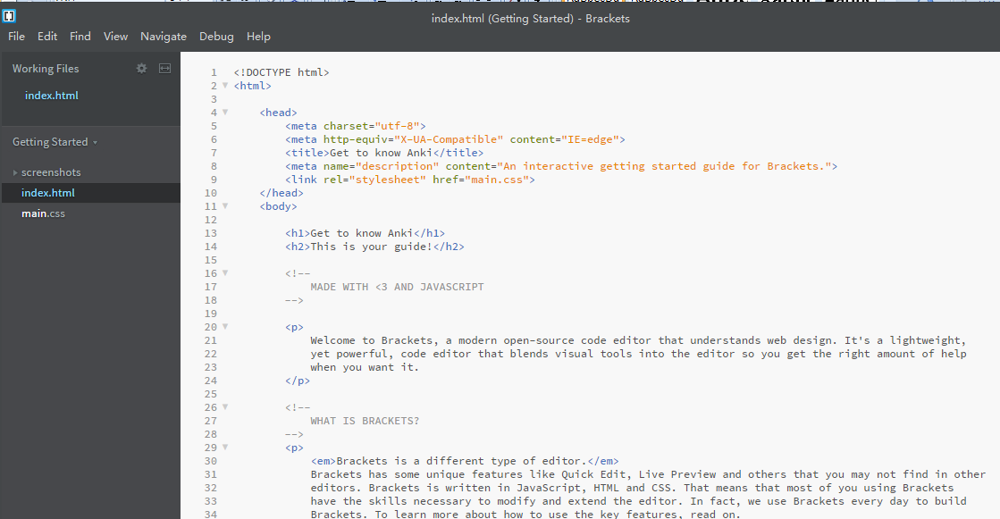 index.html (Getting Started) - Brackets
File Edit Find View Navigate Debug Help
Working Files
index.html
Getting Started
screenshots
index.html
main.css
1 <!DOCTYPE html>
2 <html>
3
4 <head>
5 <meta charset="utf-8">
6 <meta http-equiv="X-UA-Compatible" content="IE=edge">
7 <title>Get to know Anki</title>
8 <meta name="description" content="An interactive getting started guide for Brackets.">
9 <link rel="stylesheet" href="main.css">
10 </head>
11 <body>
12
13 <h1>Get to know Anki</h1>
14 <h2>This is your guide!</h2>
15
16 <!--
17 MADE WITH <3 AND JAVASCRIPT
18 -->
19
20 <p>
21 Welcome to Brackets, a modern open-source code editor that understands web design. It's a lightweight,
22 yet powerful, code editor that blends visual tools into the editor so you get the right amount of help
23 when you want it.
24 </p>
25
26 <!--
27 WHAT IS BRACKETS?
28 -->
29 <p>
30 <em>Brackets is a different type of editor.</em>
31 Brackets has some unique features like Quick Edit, Live Preview and others that you may not find in other
32 editors. Brackets is written in JavaScript, HTML and CSS. That means that most of you using Brackets
33 have the skills necessary to modify and extend the editor. In fact, we use Brackets every day to build
34 Brackets. To learn more about how to use the key features, read on.